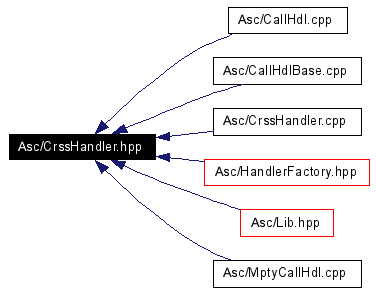 Asc/CallHdl.cpp
Asc/CallHdlBase.cpp
Asc/CrssHandler.cpp
Asc/CrssHandler.hpp
Asc/HandlerFactory.hpp
Asc/Lib.hpp
Asc/MptyCallHdl.cpp